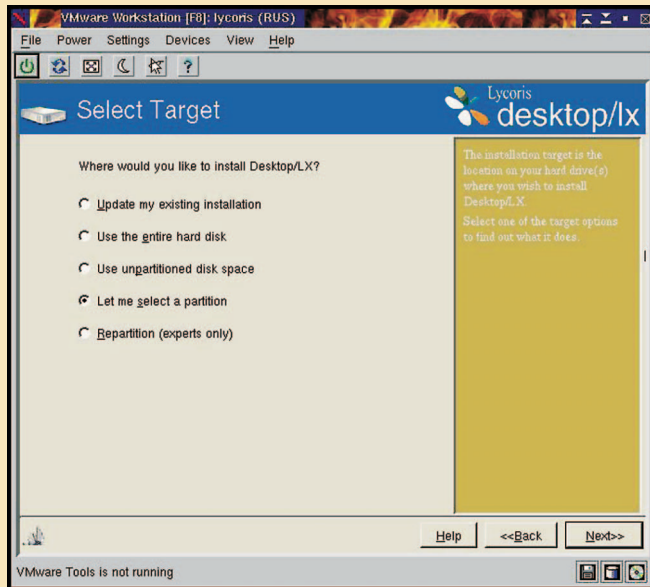 VMware Workstation [F8]: lycoris (RUS)
File Power Settings Devices View Help
?
Select Target
Lycoris
desktop/lx
Where would you like to install Desktop/LX?
Update my existing installation
Use the entire hard disk
Use unpartitioned disk space
Let me select a partition
Repartition (experts only)
The installation target is the
location on your hard drive(s)
where you wish to install
Desktop/LX.
Select one of the target options
to find out what it does.
Help <<Back Next>>
VMware Tools is not running